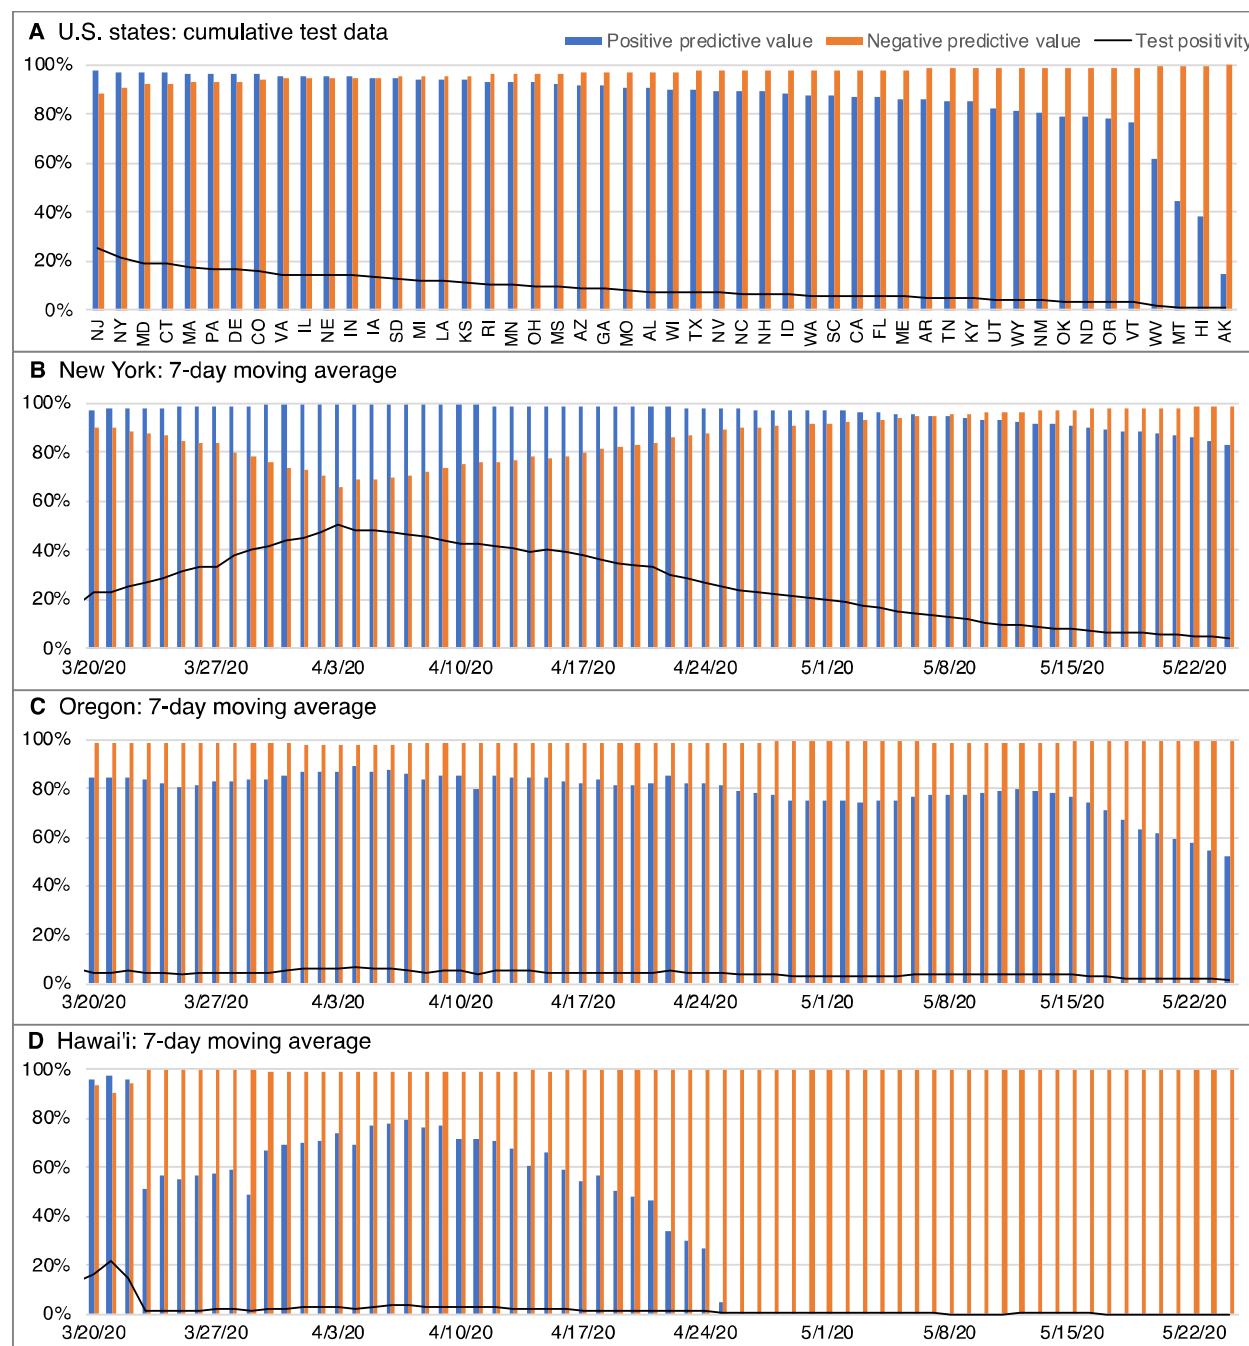 A U.S. states: cumulative test data
Positive predictive value Negative predictive value Test positivity
100%
80%
60%
40%
20%
0%
NJ NY MD CT MA PA DE CO VA IL NE IN IA SD MI LA KS RI MN OH MS AZ GA MO AL WI TX NV NC NH ID WA SC CA FL ME AR TN KY UT WY NM OK ND OR VT WV MT HI AK
B New York: 7-day moving average
100%
80%
60%
40%
20%
0%
3/20/20 3/27/20 4/3/20 4/10/20 4/17/20 4/24/20 5/1/20 5/8/20 5/15/20 5/22/20
C Oregon: 7-day moving average
100%
80%
60%
40%
20%
0%
3/20/20 3/27/20 4/3/20 4/10/20 4/17/20 4/24/20 5/1/20 5/8/20 5/15/20 5/22/20
D Hawai'i: 7-day moving average
100%
80%
60%
40%
20%
0%
3/20/20 3/27/20 4/3/20 4/10/20 4/17/20 4/24/20 5/1/20 5/8/20 5/15/20 5/22/20